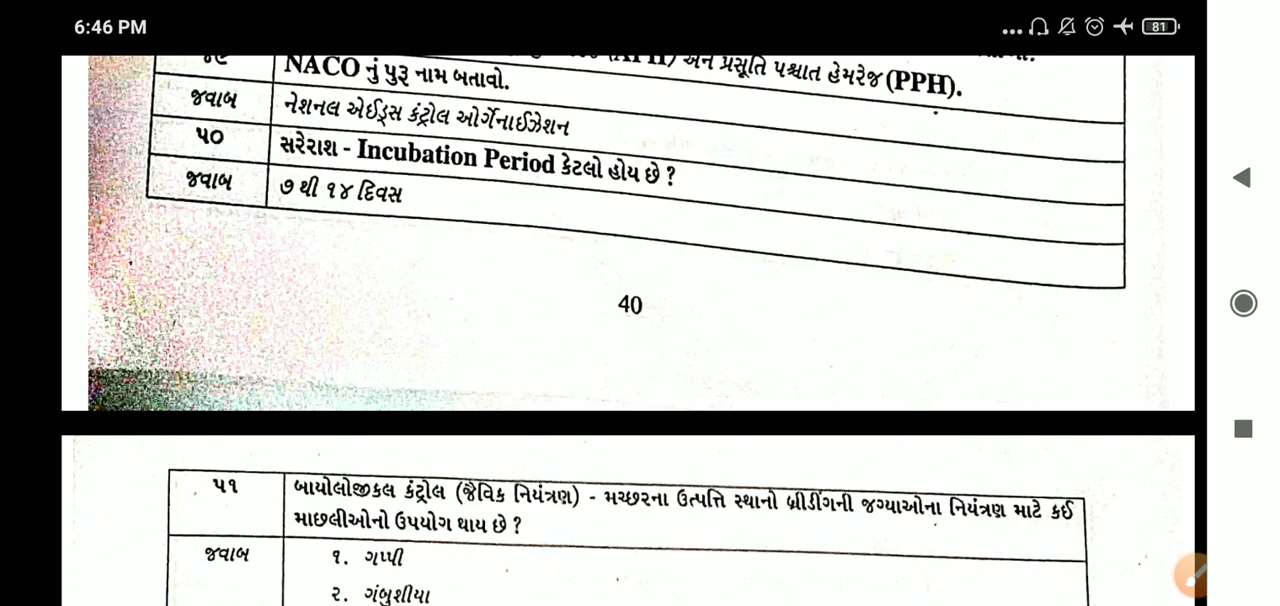 6:46 PM
81
અને પ્રસૂતિ પશ્ચાત હેમરેજ (PPH).
NACO નું પુરૂ નામ બતાવો.
જવાબ
નેશનલ એઈડ્સ કંટ્રોલ ઓર્ગેનાઈઝેશન
૫૦
સરેરાશ - Incubation Period કેટલો હોય છે ?
જવાબ
૭ થી ૧૪ દિવસ
40
૫૧
બાયોલોજીકલ કંટ્રોલ (જૈવિક નિયંત્રણ) - મચ્છરના ઉત્પત્તિ સ્થાનો બ્રીડીંગની જગ્યાઓના નિયંત્રણ માટે કઈ
માછલીઓનો ઉપયોગ થાય છે ?
જવાબ
૧. ગપ્પી
૨. ગંબુશીયા